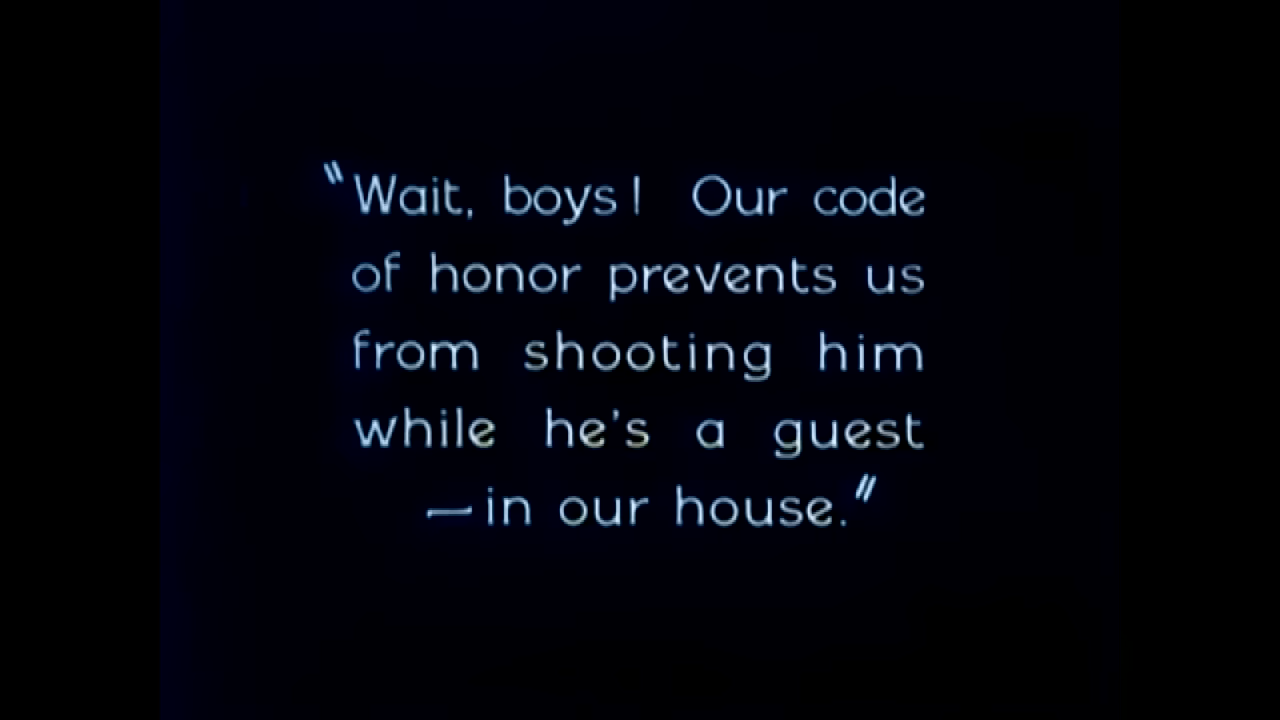 "Wait, boys! Our code
of honor prevents us
from shooting him
while he's a guest
—in our house."